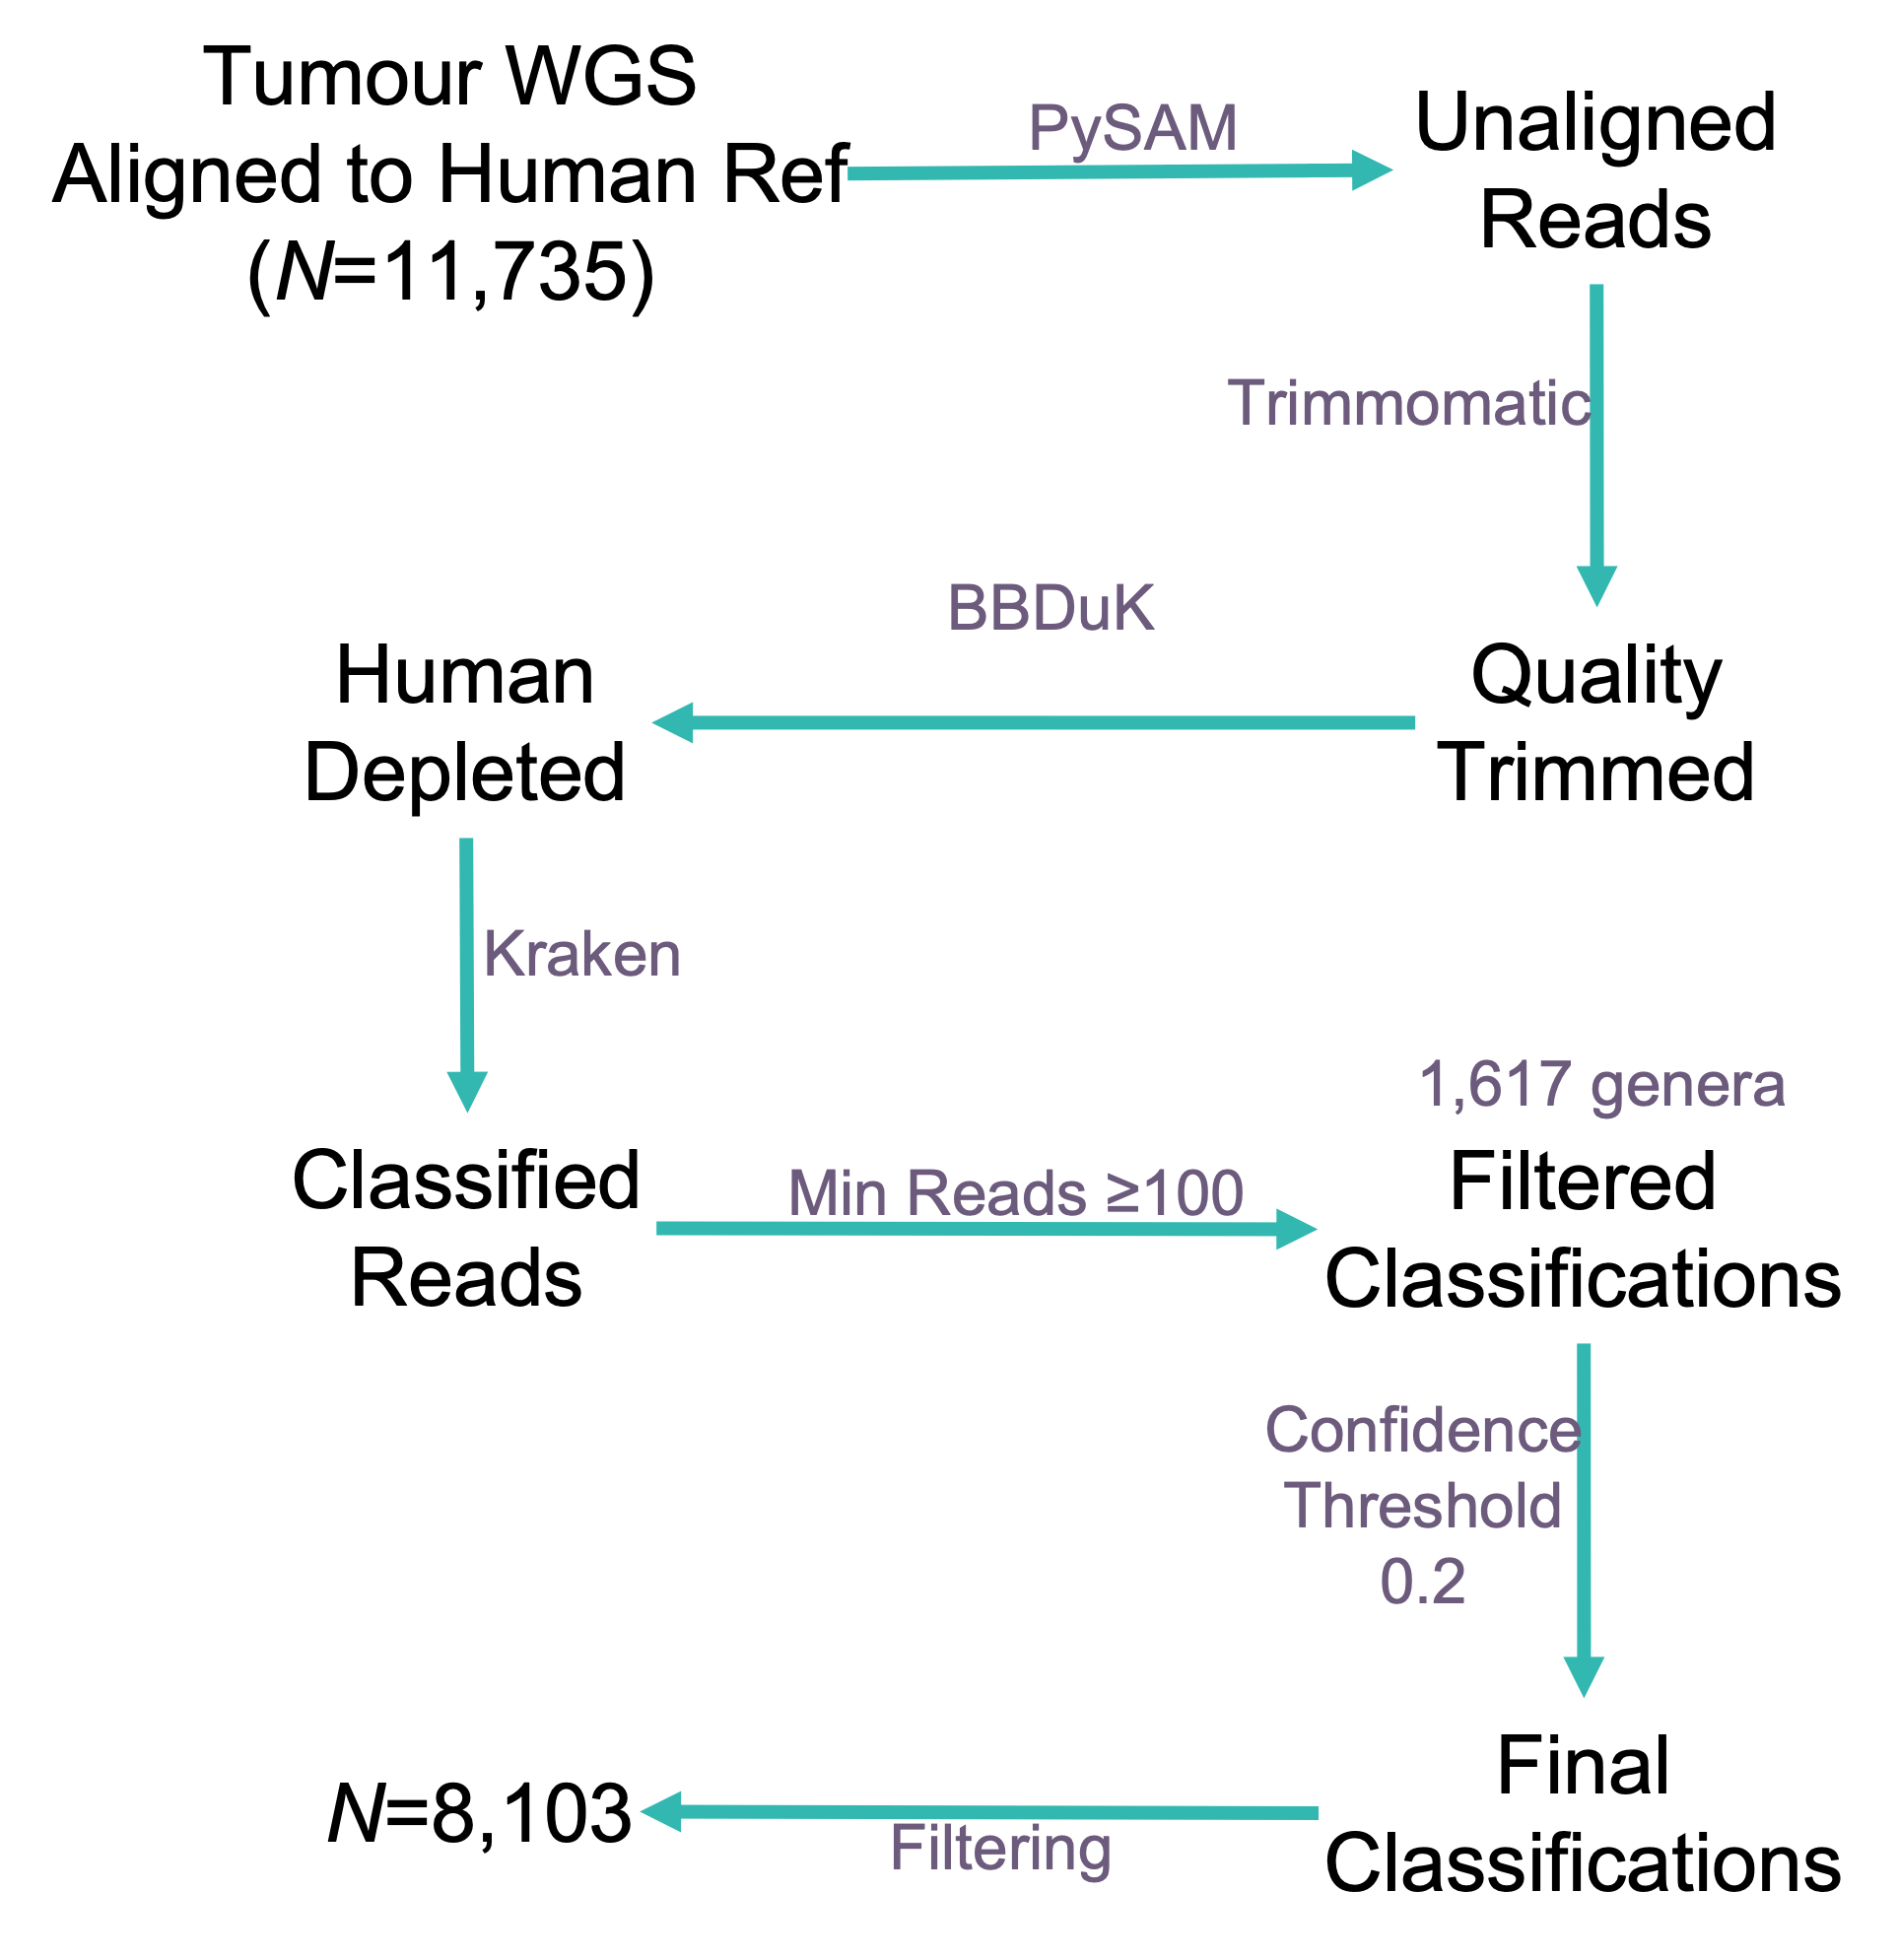 Tumour WGS
Aligned to Human Ref
(N=11,735)
PySAM
Unaligned
Reads
Trimmomatic
Quality
Trimmed
BBDuK
Human
Depleted
Kraken
Classified
Reads
Min Reads ≥100
1,617 genera
Filtered
Classifications
Confidence
Threshold
0.2
Final
Classifications
Filtering
N=8,103